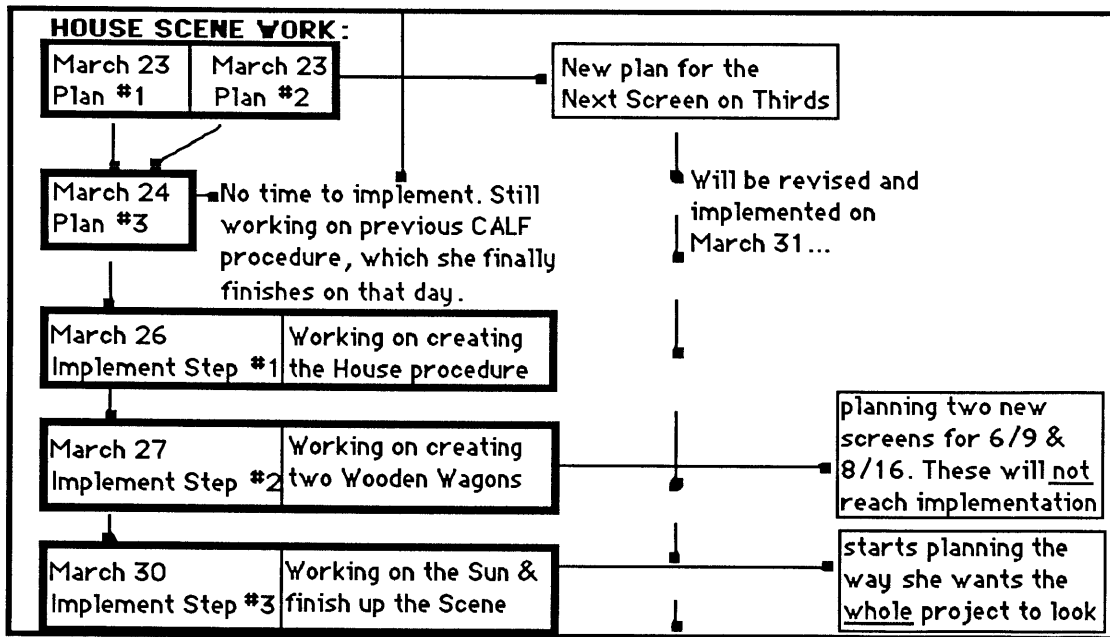 HOUSE SCENE WORK:
March 23
Plan #1
March 23
Plan #2
New plan for the
Next Screen on Thirds
March 24
Plan #3
No time to implement. Still
working on previous CALF
procedure, which she finally
finishes on that day.
Will be revised and
implemented on
March 31...
March 26
Implement Step #1
Working on creating
the House procedure
March 27
Implement Step #2
Working on creating
two Wooden Wagons
planning two new
screens for 6/9 &
8/16. These will not
reach implementation
March 30
Implement Step #3
Working on the Sun &
finish up the Scene
starts planning the
way she wants the
whole project to look